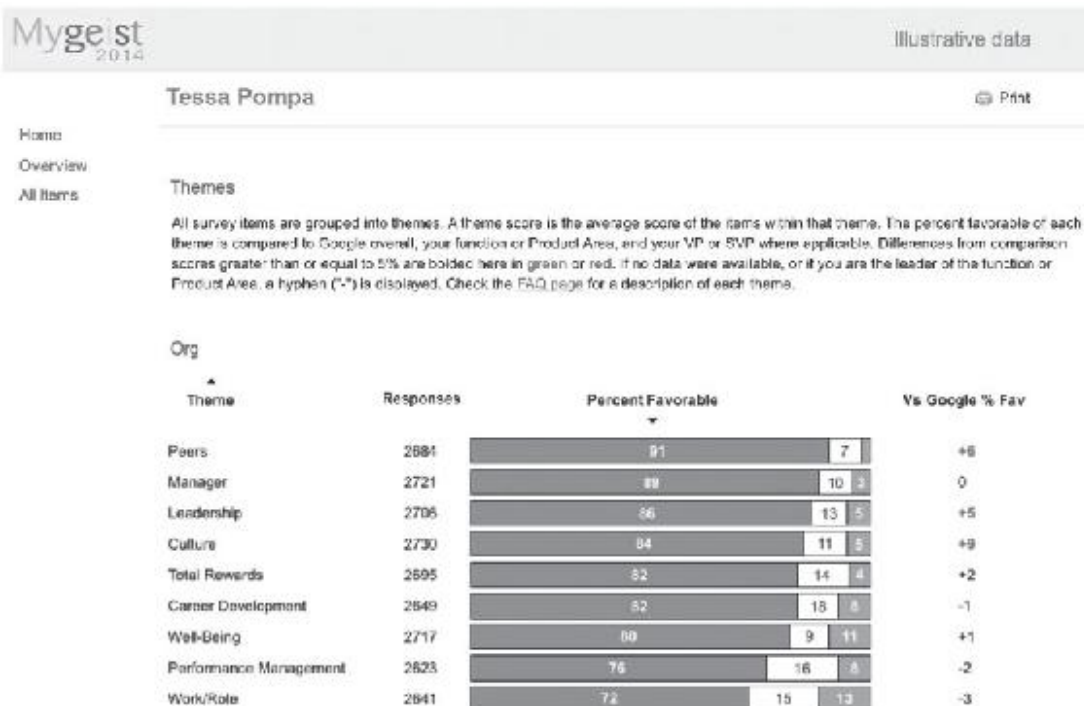 Mygeist
2014
Illustrative data
Tessa Pompa
Print
Home
Overview
All Items
Themes
All survey items are grouped into themes. A theme score is the average score of the items within that theme. The percent favorable of each
theme is compared to Google overall, your function or Product Area, and your VP or SVP where applicable. Differences from comparison
scores greater than or equal to 5% are bolded here in green or red. If no data were available, or if you are the leader of the function or
Product Area, a hyphen ("-") is displayed. Check the FAQ page for a description of each theme.
Org
Theme Responses Percent Favorable Vs Google % Fav
Peers 2684 91 7 +6
Manager 2721 89 10 3 0
Leadership 2706 86 13 5 +5
Culture 2730 84 11 5 +9
Total Rewards 2695 82 14 4 +2
Career Development 2649 82 18 8 -1
Well-Being 2717 80 9 11 +1
Performance Management 2623 76 16 8 -2
Work/Role 2641 72 15 13 -3